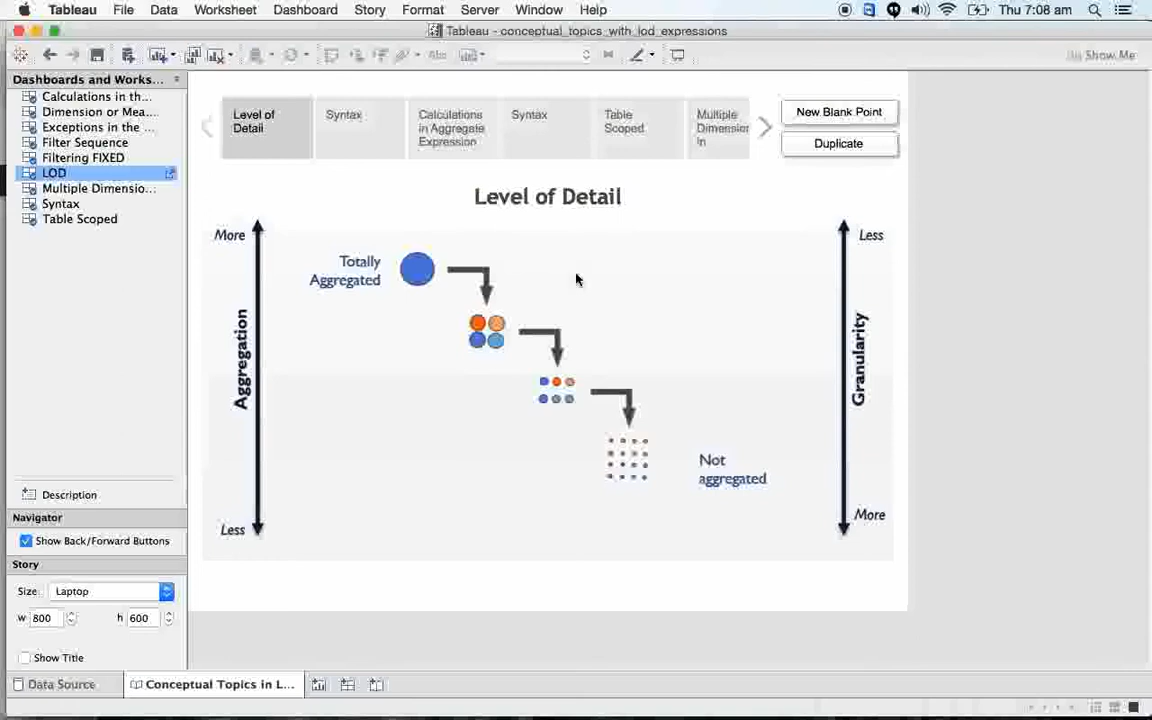 Tableau File Data Worksheet Dashboard Story Format Server Window Help Thu 7:08 am
Tableau - conceptual_topics_with_lod_expressions
Abc Show Me
Dashboards and Works...
Calculations in th...
Dimension or Mea...
Exceptions in the ...
Filter Sequence
Filtering FIXED
LOD
Multiple Dimensio...
Syntax
Table Scoped
Description
Navigator
Show Back/Forward Buttons
Story
Size: Laptop
w 800 h 600
Show Title
Level of
Detail
Syntax
Calculations
in Aggregate
Expression
Syntax
Table
Scoped
Multiple
Dimension
In
New Blank Point
Duplicate
Level of Detail
More
Less
Totally
Aggregated
Aggregation
Granularity
Not
aggregated
Less
More
Data Source Conceptual Topics in L...